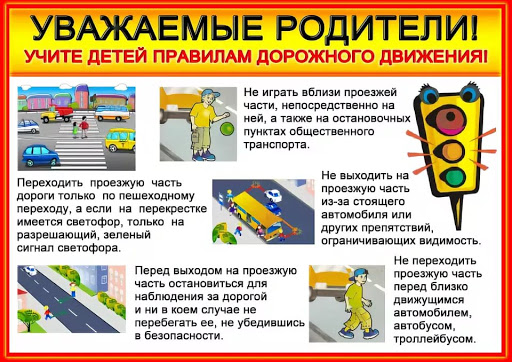 УВАЖАЕМЫЕ РОДИТЕЛИ!
УЧИТЕ ДЕТЕЙ ПРАВИЛАМ ДОРОЖНОГО ДВИЖЕНИЯ!
Не играть вблизи проезжей
части, непосредственно на
ней, а также на остановочных
пунктах общественного
транспорта.
Переходить проезжую часть
дороги только по пешеходному
переходу, а если на перекрестке
имеется светофор, только на
разрешающий, зеленый
сигнал светофора.
Не выходить на
проезжую часть
из-за стоящего
автомобиля или
других препятствий,
ограничивающих видимость.
Перед выходом на проезжую
часть остановиться для
наблюдения за дорогой
и ни в коем случае не
перебегать ее, не убедившись
в безопасности.
Не переходить
проезжую часть
перед близко
движущимся
автомобилем,
автобусом,
троллейбусом.